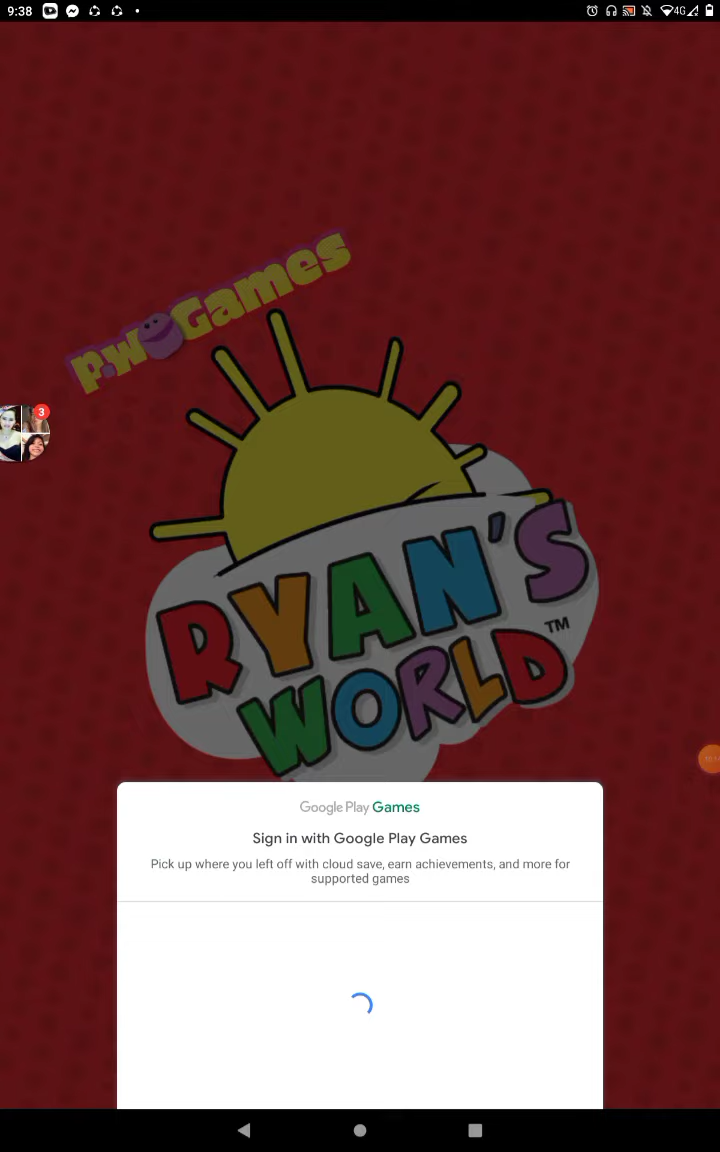 9:38
4G
P.W Games
3
RYAN'S
WORLD
TM
Google Play Games
Sign in with Google Play Games
Pick up where you left off with cloud save, earn achievements, and more for
supported games